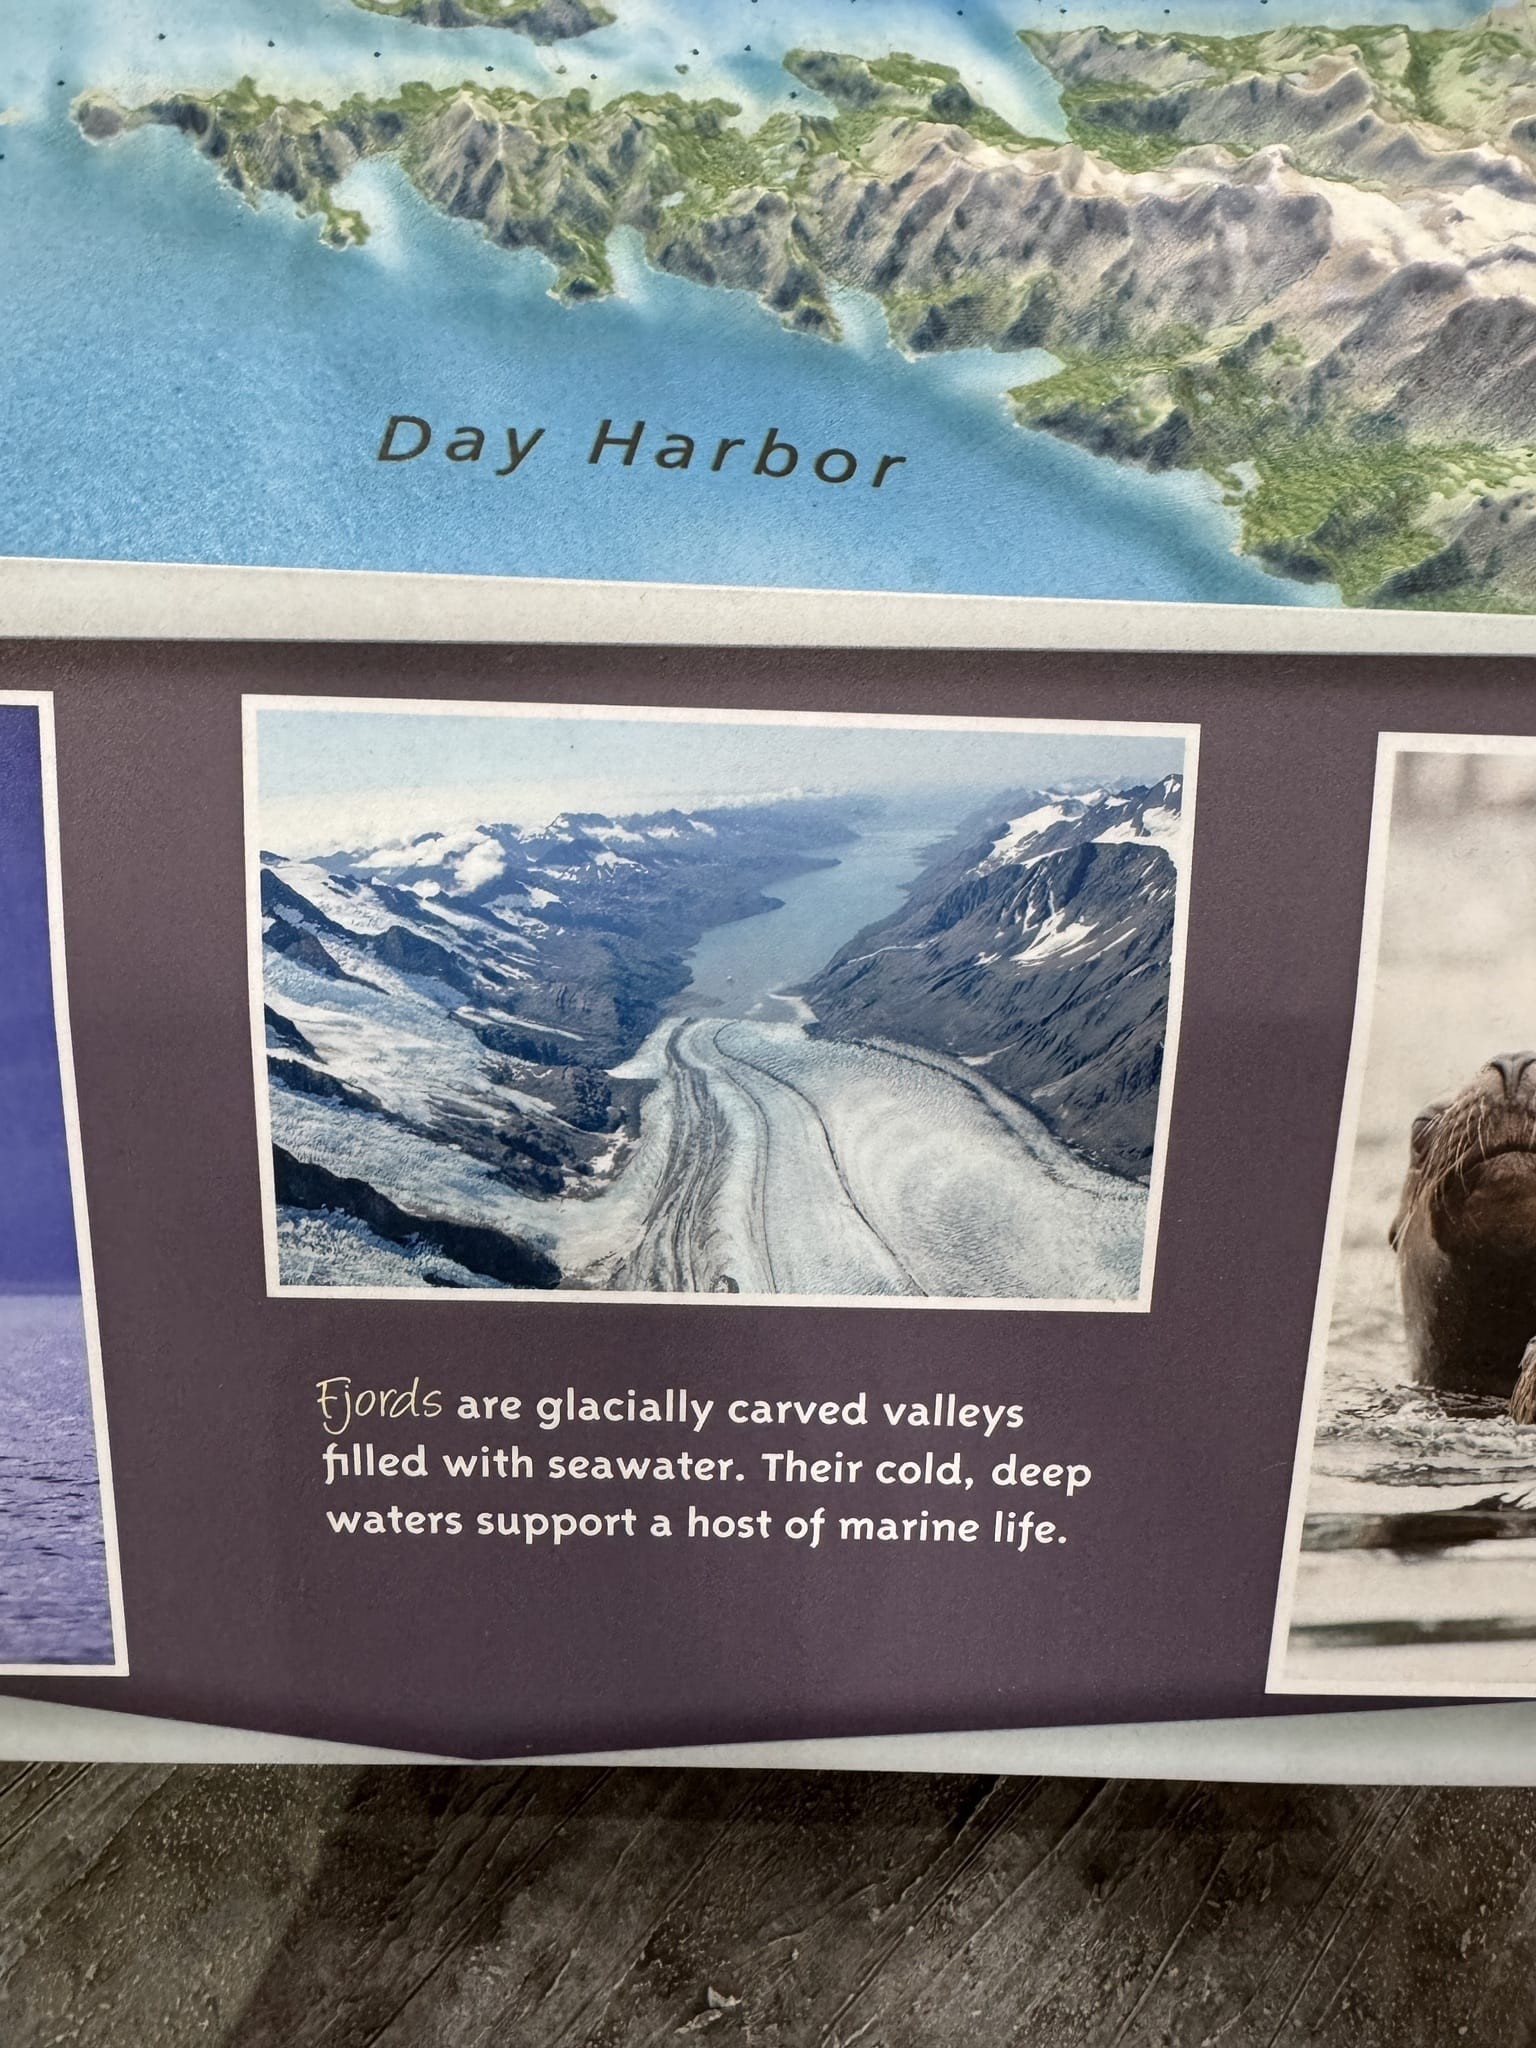 Day Harbor
Fjords are glacially carved valleys
filled with seawater. Their cold, deep
waters support a host of marine life.